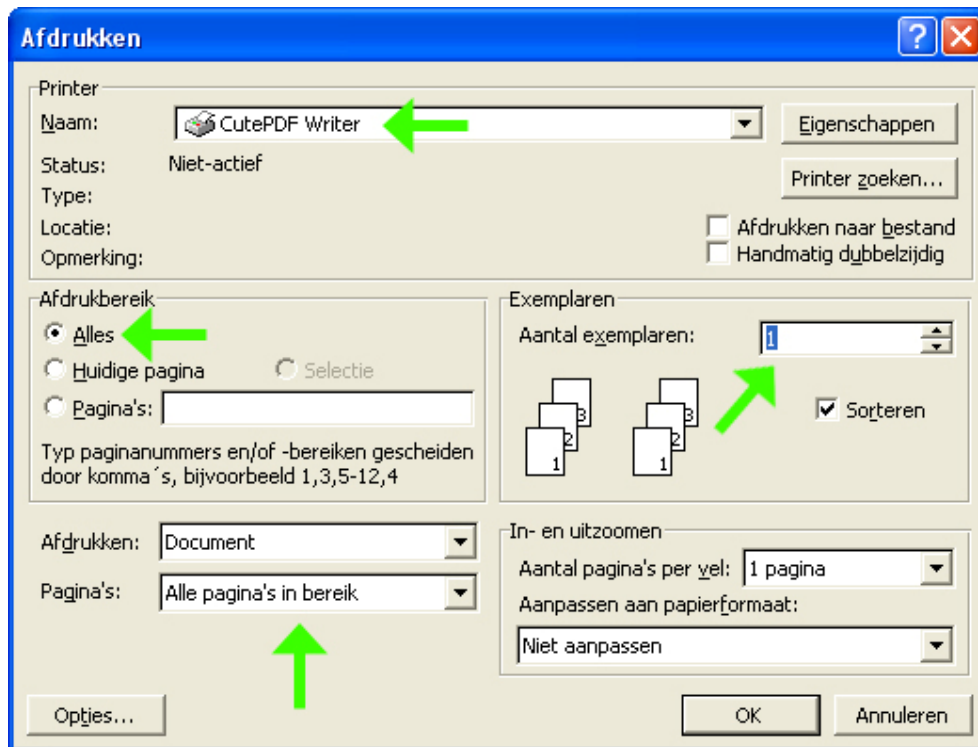 Afdrukken
Printer
Naam: CutePDF Writer Eigenschappen
Status: Niet-actief
Printer zoeken...
Type:
Locatie: Afdrukken naar bestand
Opmerking: Handmatig dubbelzijdig
Afdrukbereik
Alles
Huidige pagina Selectie
Pagina's:
Typ paginanummers en/of -bereiken gescheiden
door komma´s, bijvoorbeeld 1,3,5-12,4
Exemplaren
Aantal exemplaren: 1
3 3
2 2
1 1
Sorteren
Afdrukken: Document
Pagina's: Alle pagina's in bereik
In- en uitzoomen
Aantal pagina's per vel: 1 pagina
Aanpassen aan papierformaat:
Niet aanpassen
Opties... OK Annuleren